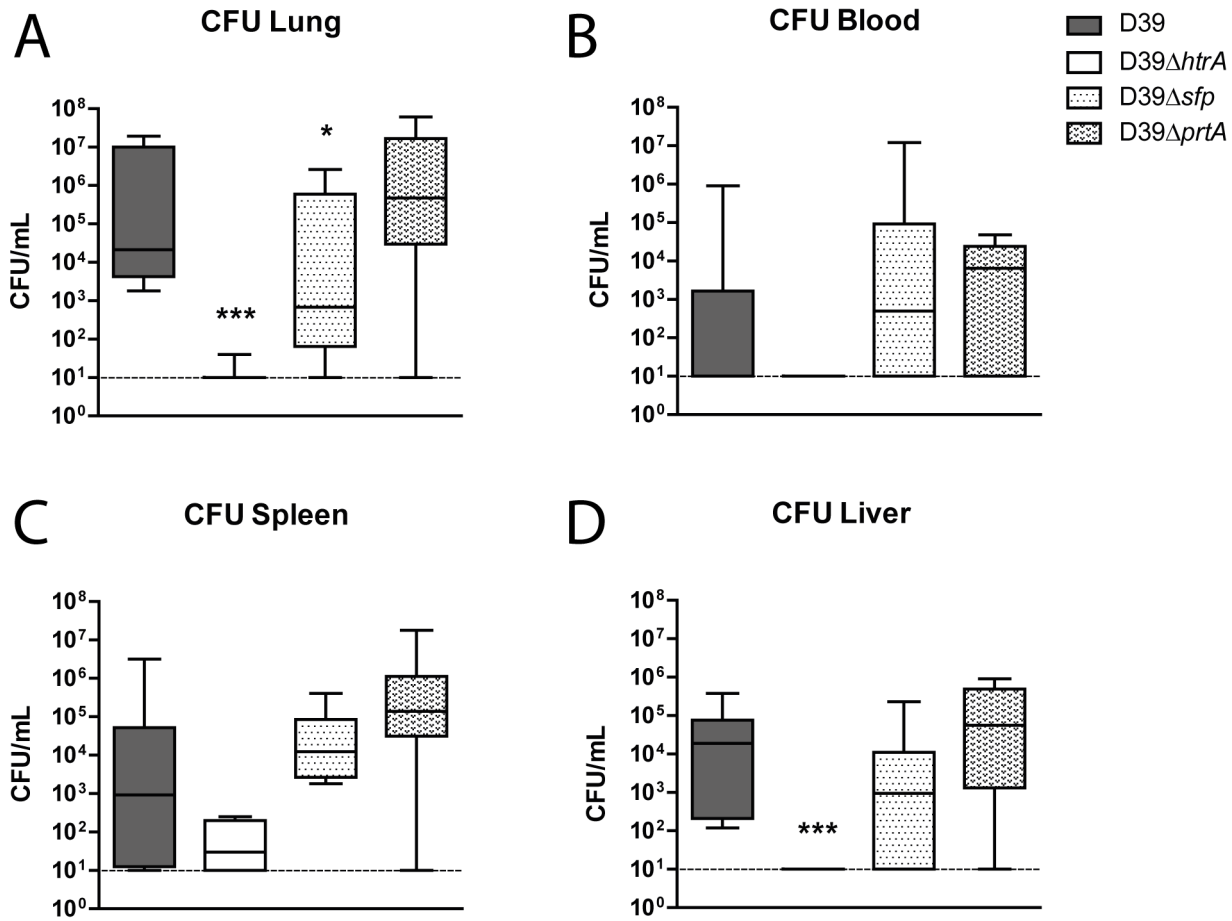 A
CFU Lung
CFU/mL
10⁸
10⁷
10⁶
10⁵
10⁴
10³
10²
10¹
10⁰
***
*
B
CFU Blood
CFU/mL
10⁸
10⁷
10⁶
10⁵
10⁴
10³
10²
10¹
10⁰
D39
D39ΔhtrA
D39Δsfp
D39ΔprtA
C
CFU Spleen
CFU/mL
10⁸
10⁷
10⁶
10⁵
10⁴
10³
10²
10¹
10⁰
D
CFU Liver
CFU/mL
10⁸
10⁷
10⁶
10⁵
10⁴
10³
10²
10¹
10⁰
***